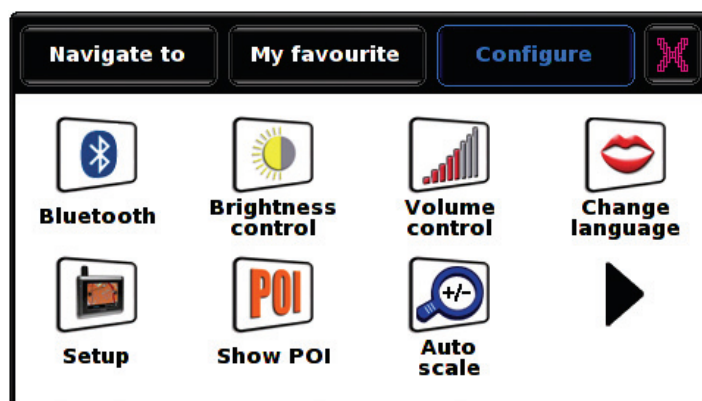 Navigate to
My favourite
Configure
Bluetooth
Brightness
control
Volume
control
Change
language
POI
+/-
Setup
Show POI
Auto
scale